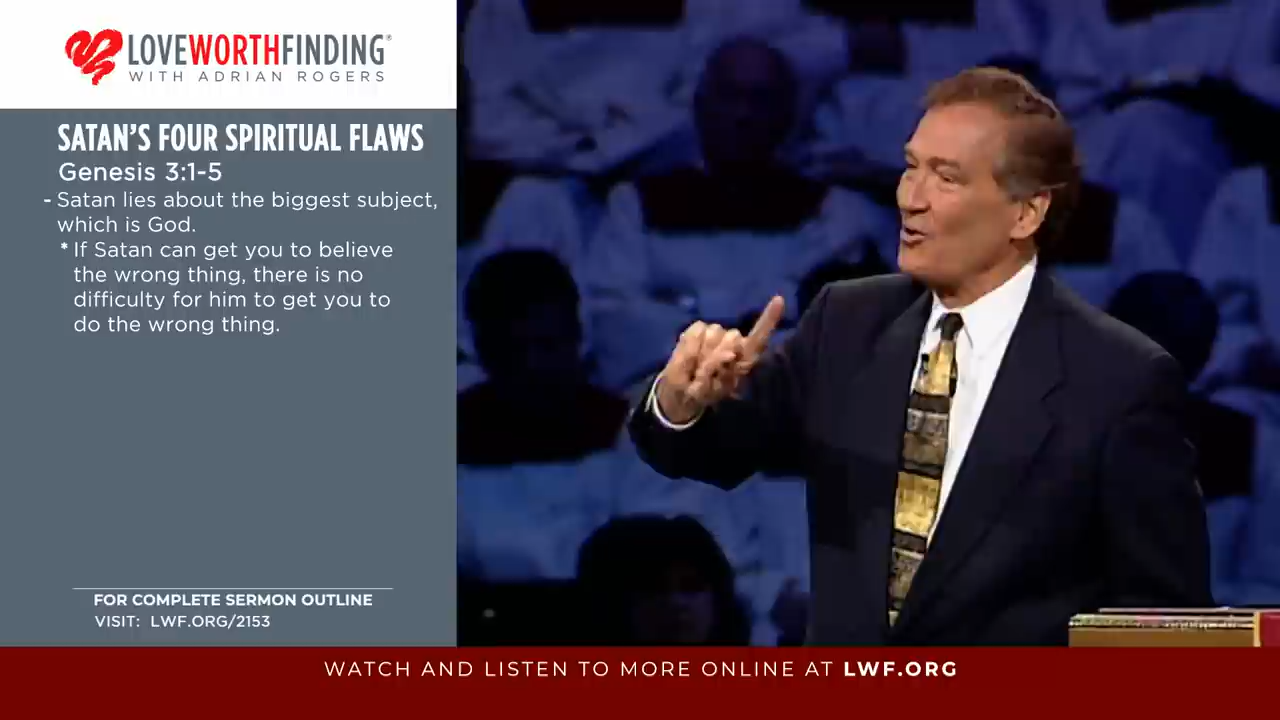 LOVEWORTHFINDING®
WITH ADRIAN ROGERS
SATAN'S FOUR SPIRITUAL FLAWS
Genesis 3:1-5
- Satan lies about the biggest subject,
which is God.
* If Satan can get you to believe
the wrong thing, there is no
difficulty for him to get you to
do the wrong thing.
FOR COMPLETE SERMON OUTLINE
VISIT: LWF.ORG/2153
WATCH AND LISTEN TO MORE ONLINE AT LWF.ORG